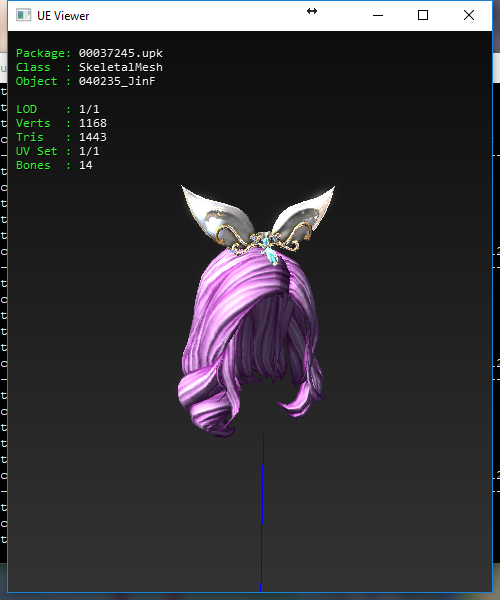 UE Viewer
Package: 00037245.upk
Class : SkeletalMesh
Object : 040235_JinF
LOD : 1/1
Verts : 1168
Tris : 1443
UV Set : 1/1
Bones : 14